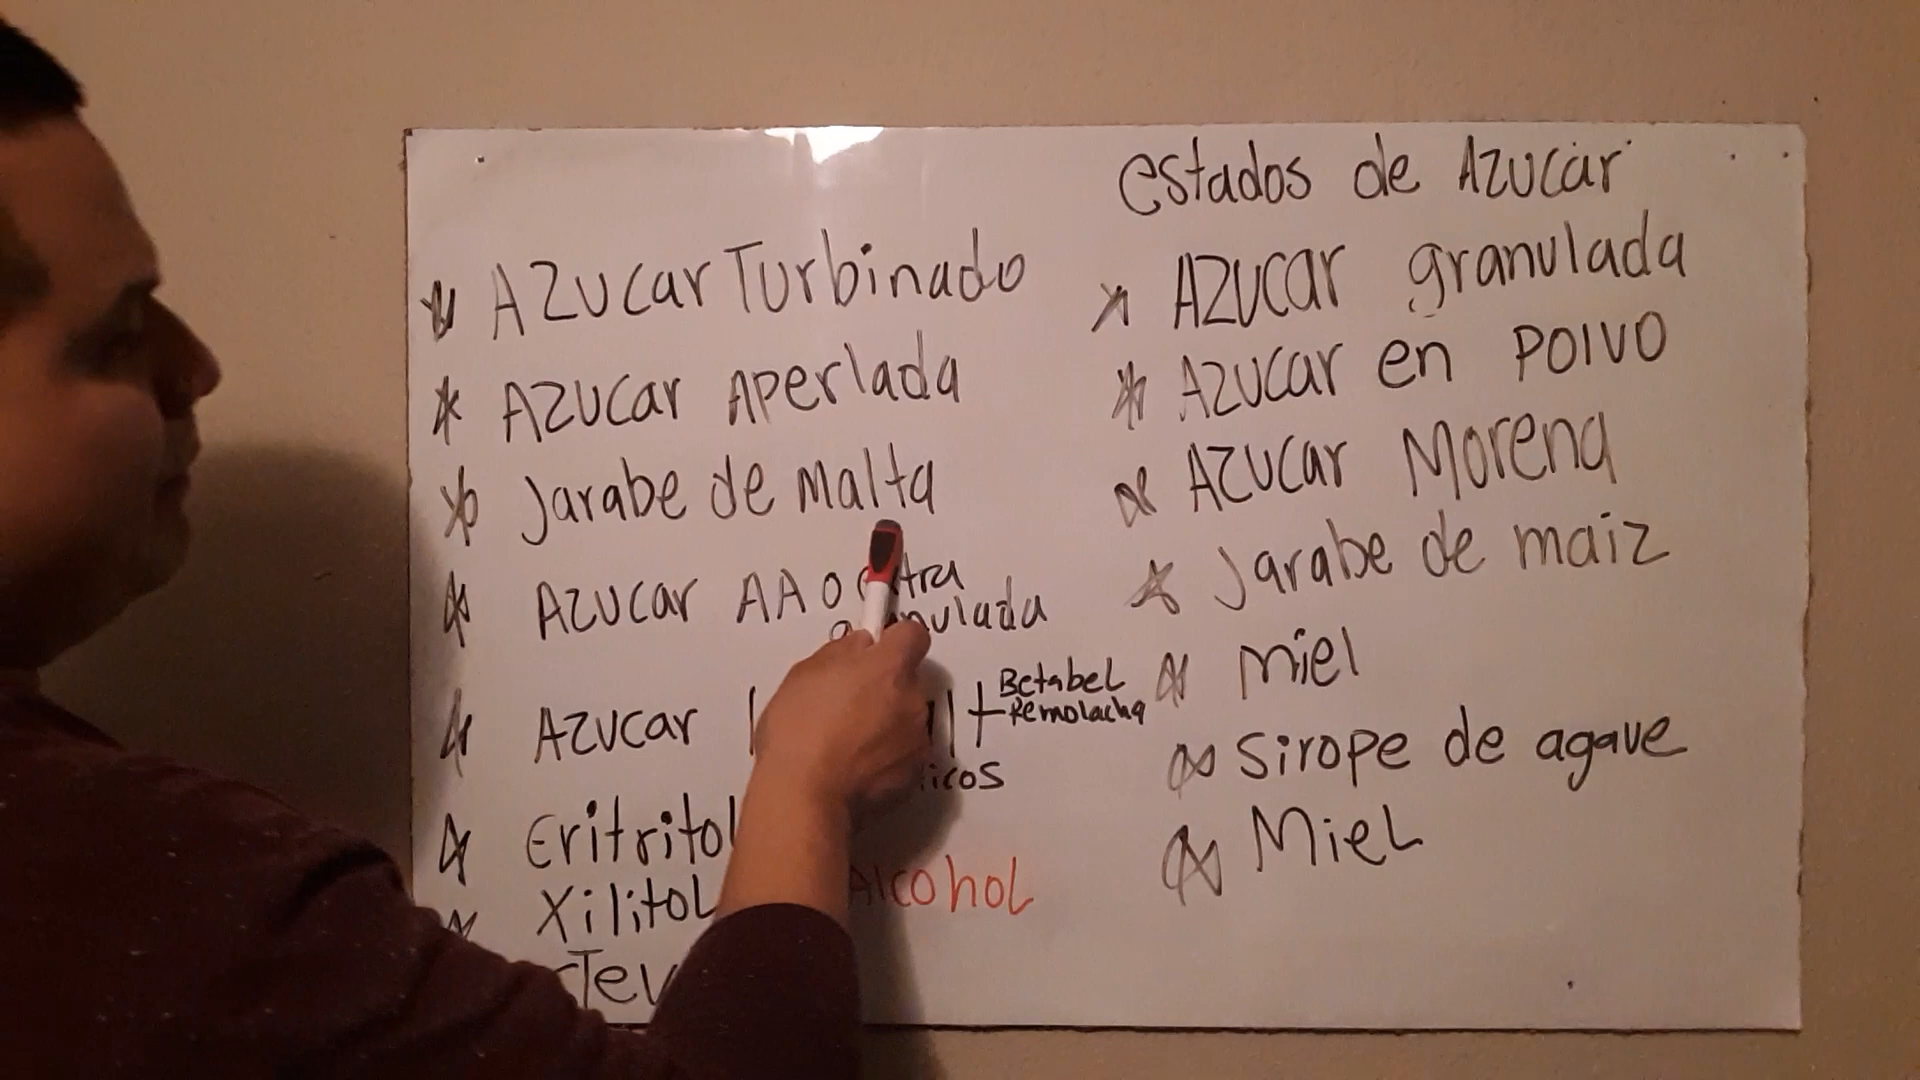 estados de Azucar
Azucar Turbinado
Azucar Aperlada
Jarabe de malta
Azucar AA o
Azucar
Betabel
Remolacha
Eritritol
Xilitol
Alcohol
Azucar granulada
Azucar en Polvo
Azucar Morena
Jarabe de maiz
miel
Sirope de agave
Miel